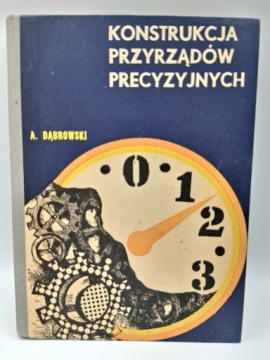 KONSTRUKCJA
PRZYRZĄDÓW
PRECYZYJNYCH
A. DĄBROWSKI
0
1
2
3